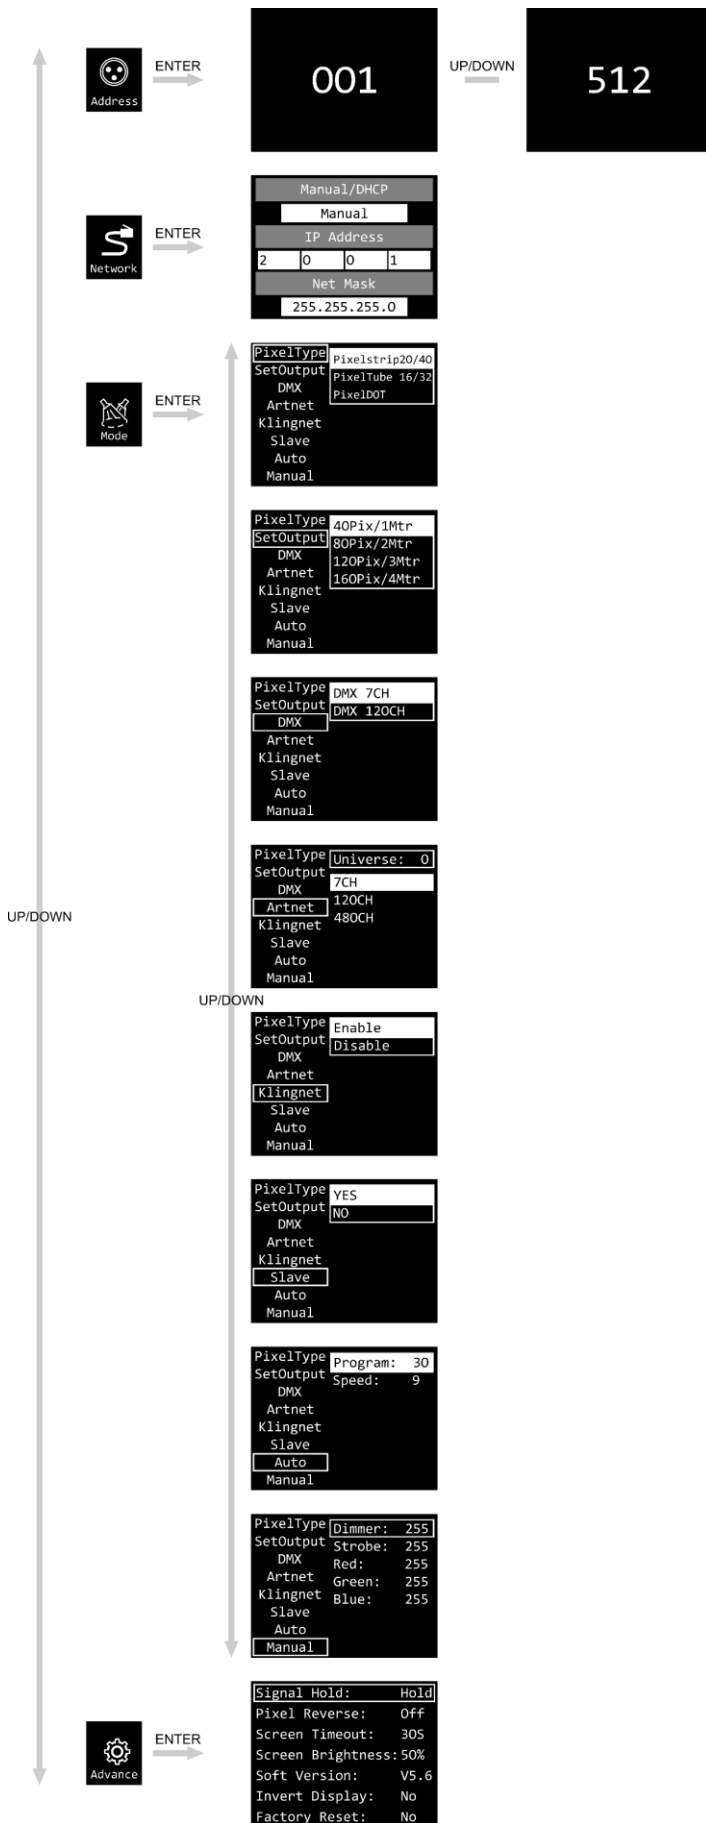 Address
ENTER
001
UP/DOWN
512
Network
ENTER
Manual/DHCP
Manual
IP Address
2 0 0 1
Net Mask
255.255.255.0
Mode
ENTER
PixelType
SetOutput
DMX
Artnet
Klingnet
Slave
Auto
Manual
Pixelstrip20/40
PixelTube 16/32
PixelDOT
PixelType
SetOutput
DMX
Artnet
Klingnet
Slave
Auto
Manual
40Pix/1Mtr
80Pix/2Mtr
120Pix/3Mtr
160Pix/4Mtr
PixelType
SetOutput
DMX
Artnet
Klingnet
Slave
Auto
Manual
DMX 7CH
DMX 120CH
PixelType
SetOutput
DMX
Artnet
Klingnet
Slave
Auto
Manual
Universe: 0
7CH
120CH
480CH
UP/DOWN
UP/DOWN
PixelType
SetOutput
DMX
Artnet
Klingnet
Slave
Auto
Manual
Enable
Disable
PixelType
SetOutput
DMX
Artnet
Klingnet
Slave
Auto
Manual
YES
NO
PixelType
SetOutput
DMX
Artnet
Klingnet
Slave
Auto
Manual
Program: 30
Speed: 9
PixelType
SetOutput
DMX
Artnet
Klingnet
Slave
Auto
Manual
Dimmer: 255
Strobe: 255
Red: 255
Green: 255
Blue: 255
Advance
ENTER
Signal Hold: Hold
Pixel Reverse: Off
Screen Timeout: 30S
Screen Brightness: 50%
Soft Version: V5.6
Invert Display: No
Factory Reset: No